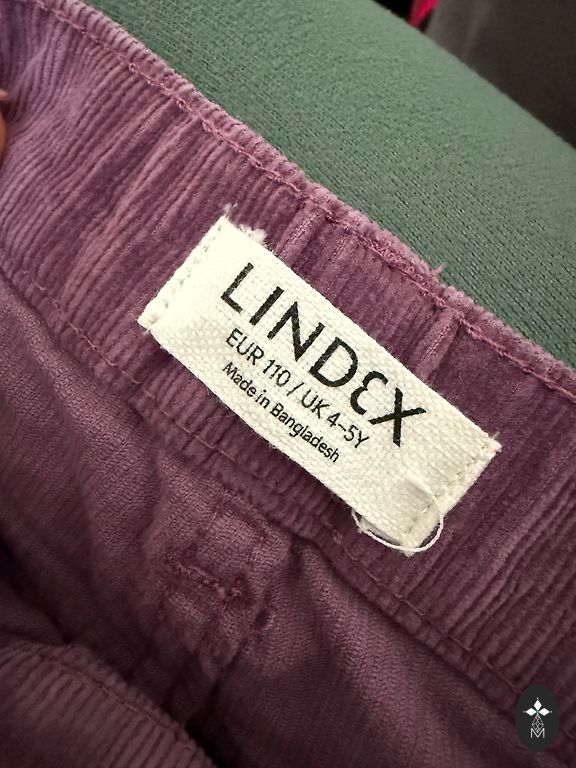 LINDEX
EUR 110 / UK 4–5Y
Made in Bangladesh
M